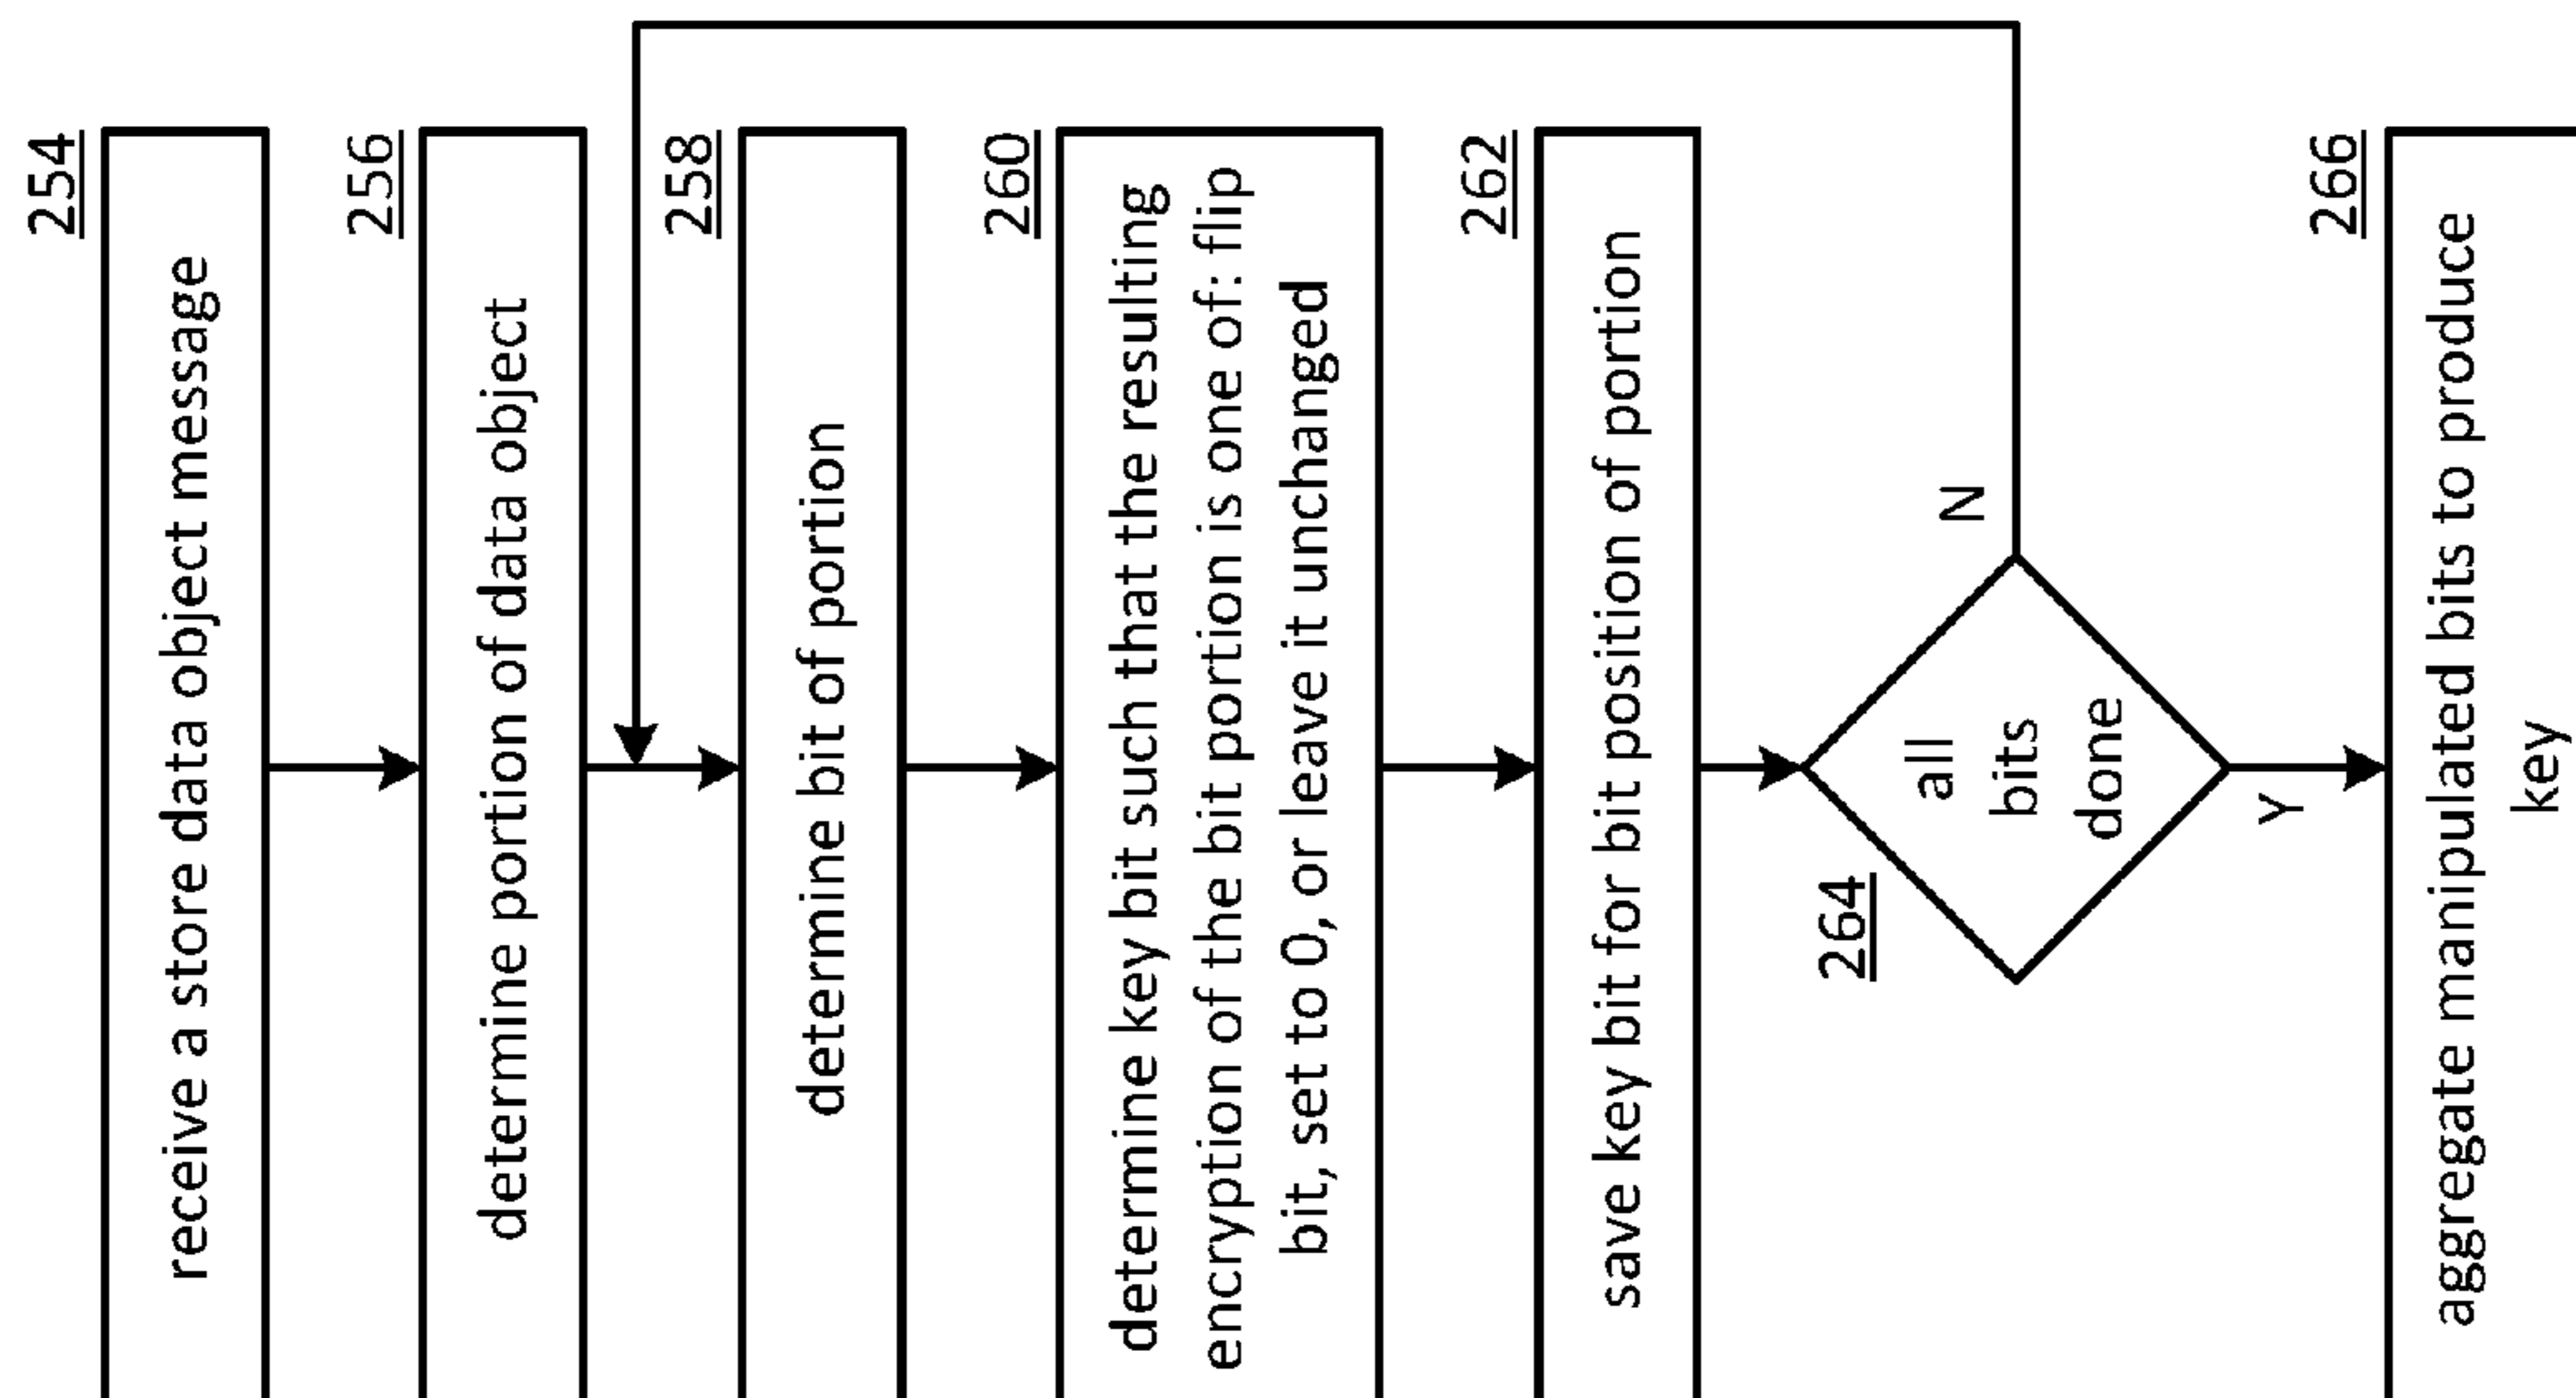 254
receive a store data object message
256
determine portion of data object
258
determine bit of portion
260
determine key bit such that the resulting
encryption of the bit portion is one of: flip
bit, set to 0, or leave it unchanged
262
save key bit for bit position of portion
264
all
bits
done
N
Y
266
aggregate manipulated bits to produce
key